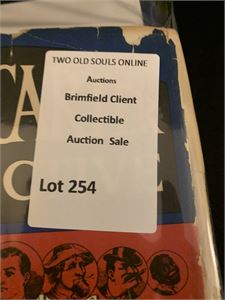 TWO OLD SOULS ONLINE
Auctions
Brimfield Client
Collectible
Auction Sale
Lot 254